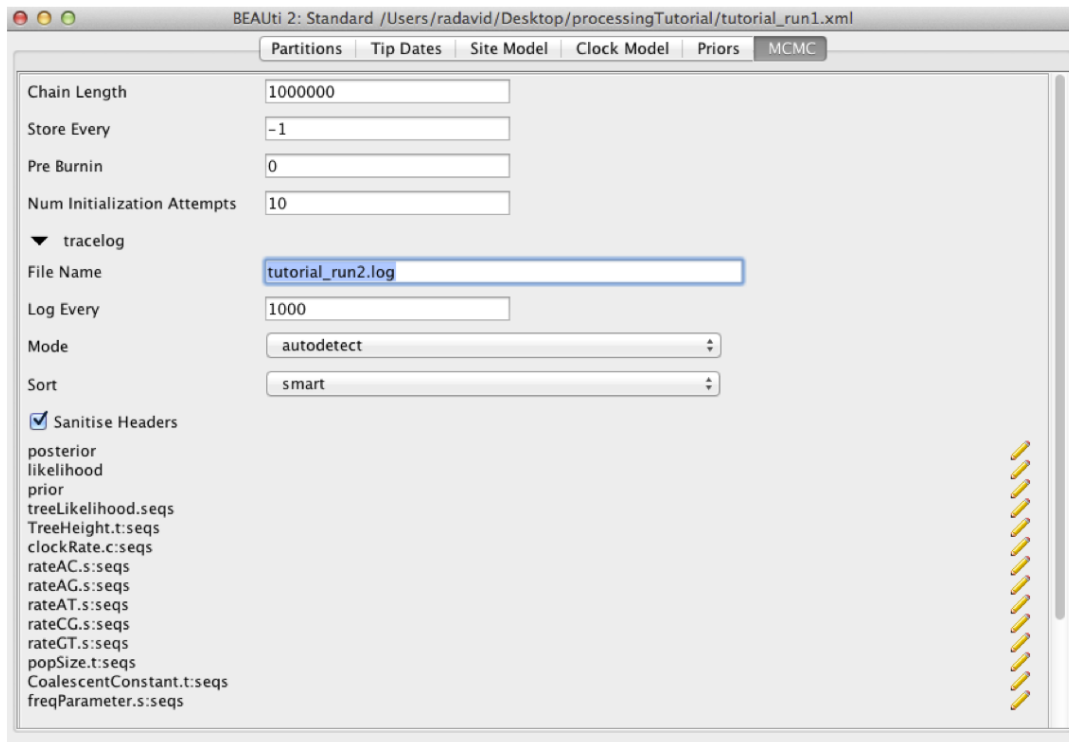 BEAUti 2: Standard /Users/radavid/Desktop/processingTutorial/tutorial_run1.xml
Partitions Tip Dates Site Model Clock Model Priors MCMC
Chain Length 1000000
Store Every -1
Pre Burnin 0
Num Initialization Attempts 10
tracelog
File Name tutorial_run2.log
Log Every 1000
Mode autodetect
Sort smart
Sanitise Headers
posterior
likelihood
prior
treeLikelihood.seqs
TreeHeight.t:seqs
clockRate.c:seqs
rateAC.s:seqs
rateAG.s:seqs
rateAT.s:seqs
rateCG.s:seqs
rateGT.s:seqs
popSize.t:seqs
CoalescentConstant.t:seqs
freqParameter.s:seqs